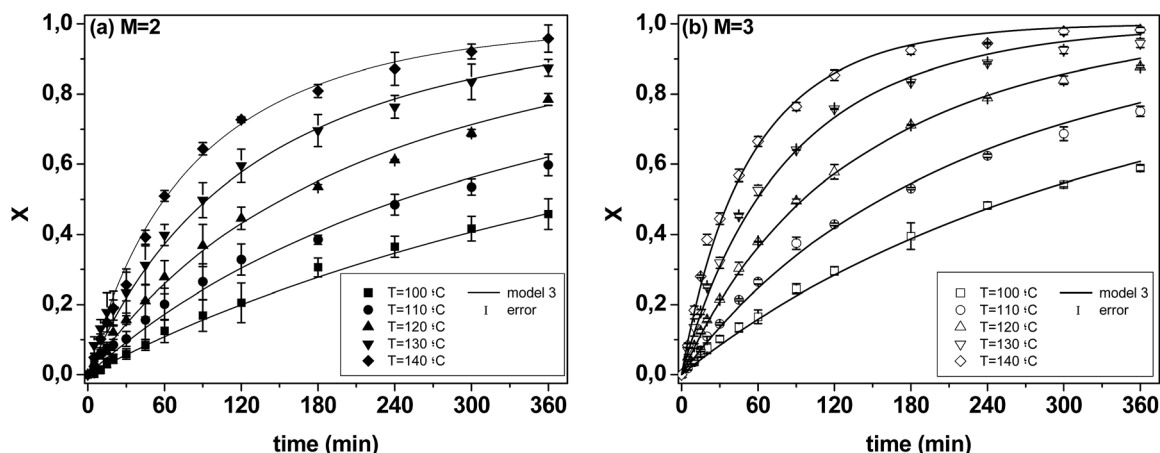 (a) M=2
X
1,0
0,8
0,6
0,4
0,2
0,0
0 60 120 180 240 300 360
time (min)
T=100 °C
T=110 °C
T=120 °C
T=130 °C
T=140 °C
model 3
error
(b) M=3
X
1,0
0,8
0,6
0,4
0,2
0,0
0 60 120 180 240 300 360
time (min)
T=100 °C
T=110 °C
T=120 °C
T=130 °C
T=140 °C
model 3
error